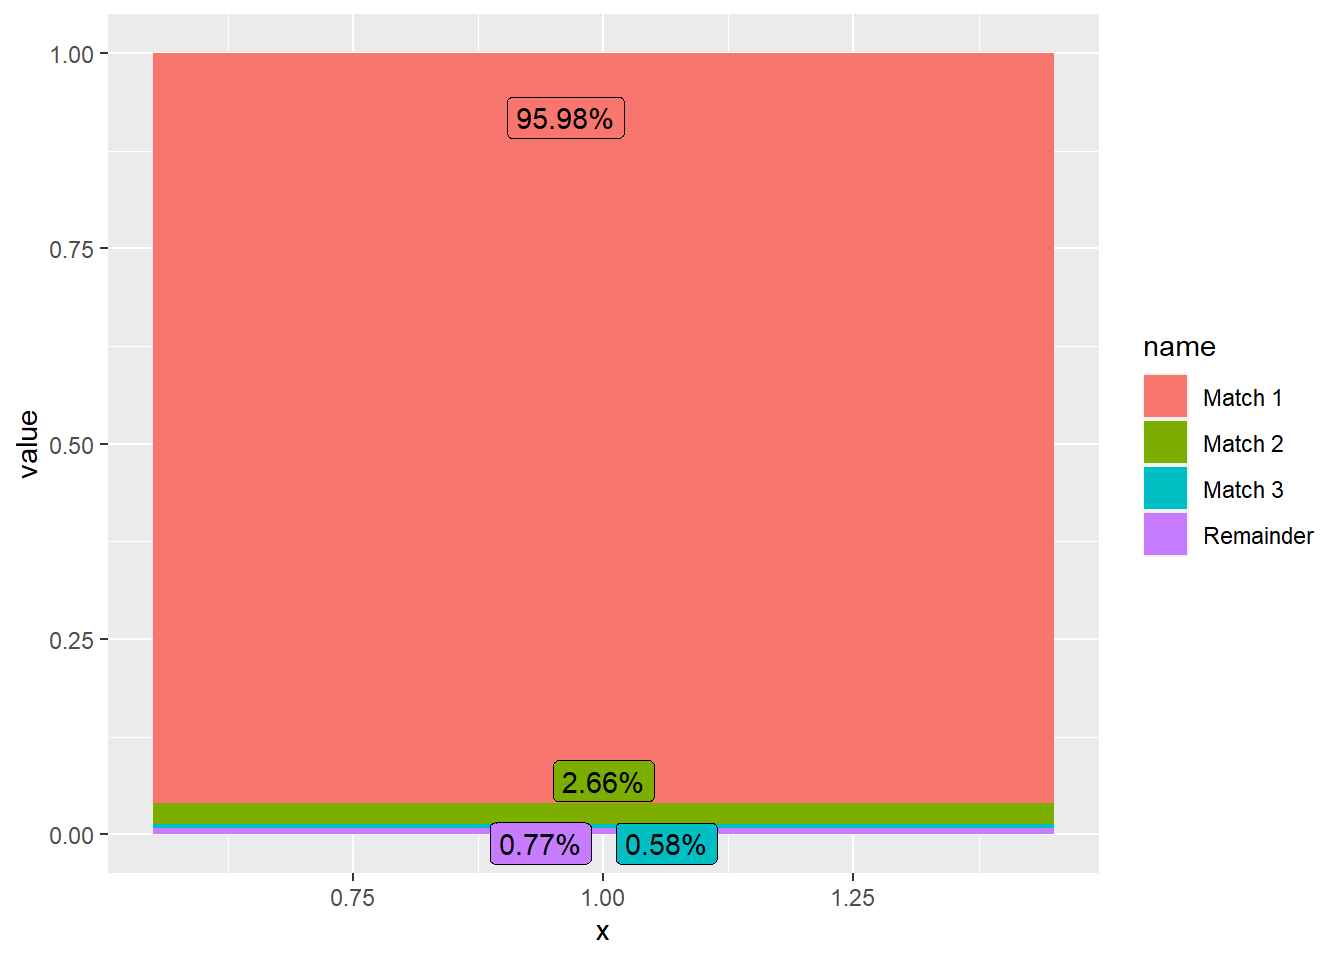 1.00
0.75
0.50
0.25
0.00
value
95.98%
2.66%
0.77%
0.58%
0.75
1.00
1.25
x
name
Match 1
Match 2
Match 3
Remainder